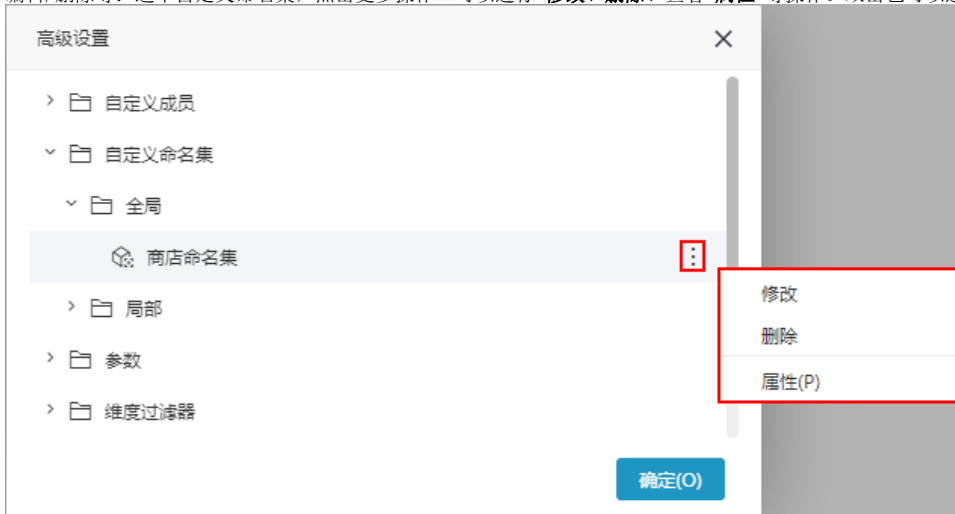 高级设置
自定义成员
自定义命名集
全局
商店命名集
局部
参数
维度过滤器
修改
删除
属性(P)
确定(O)